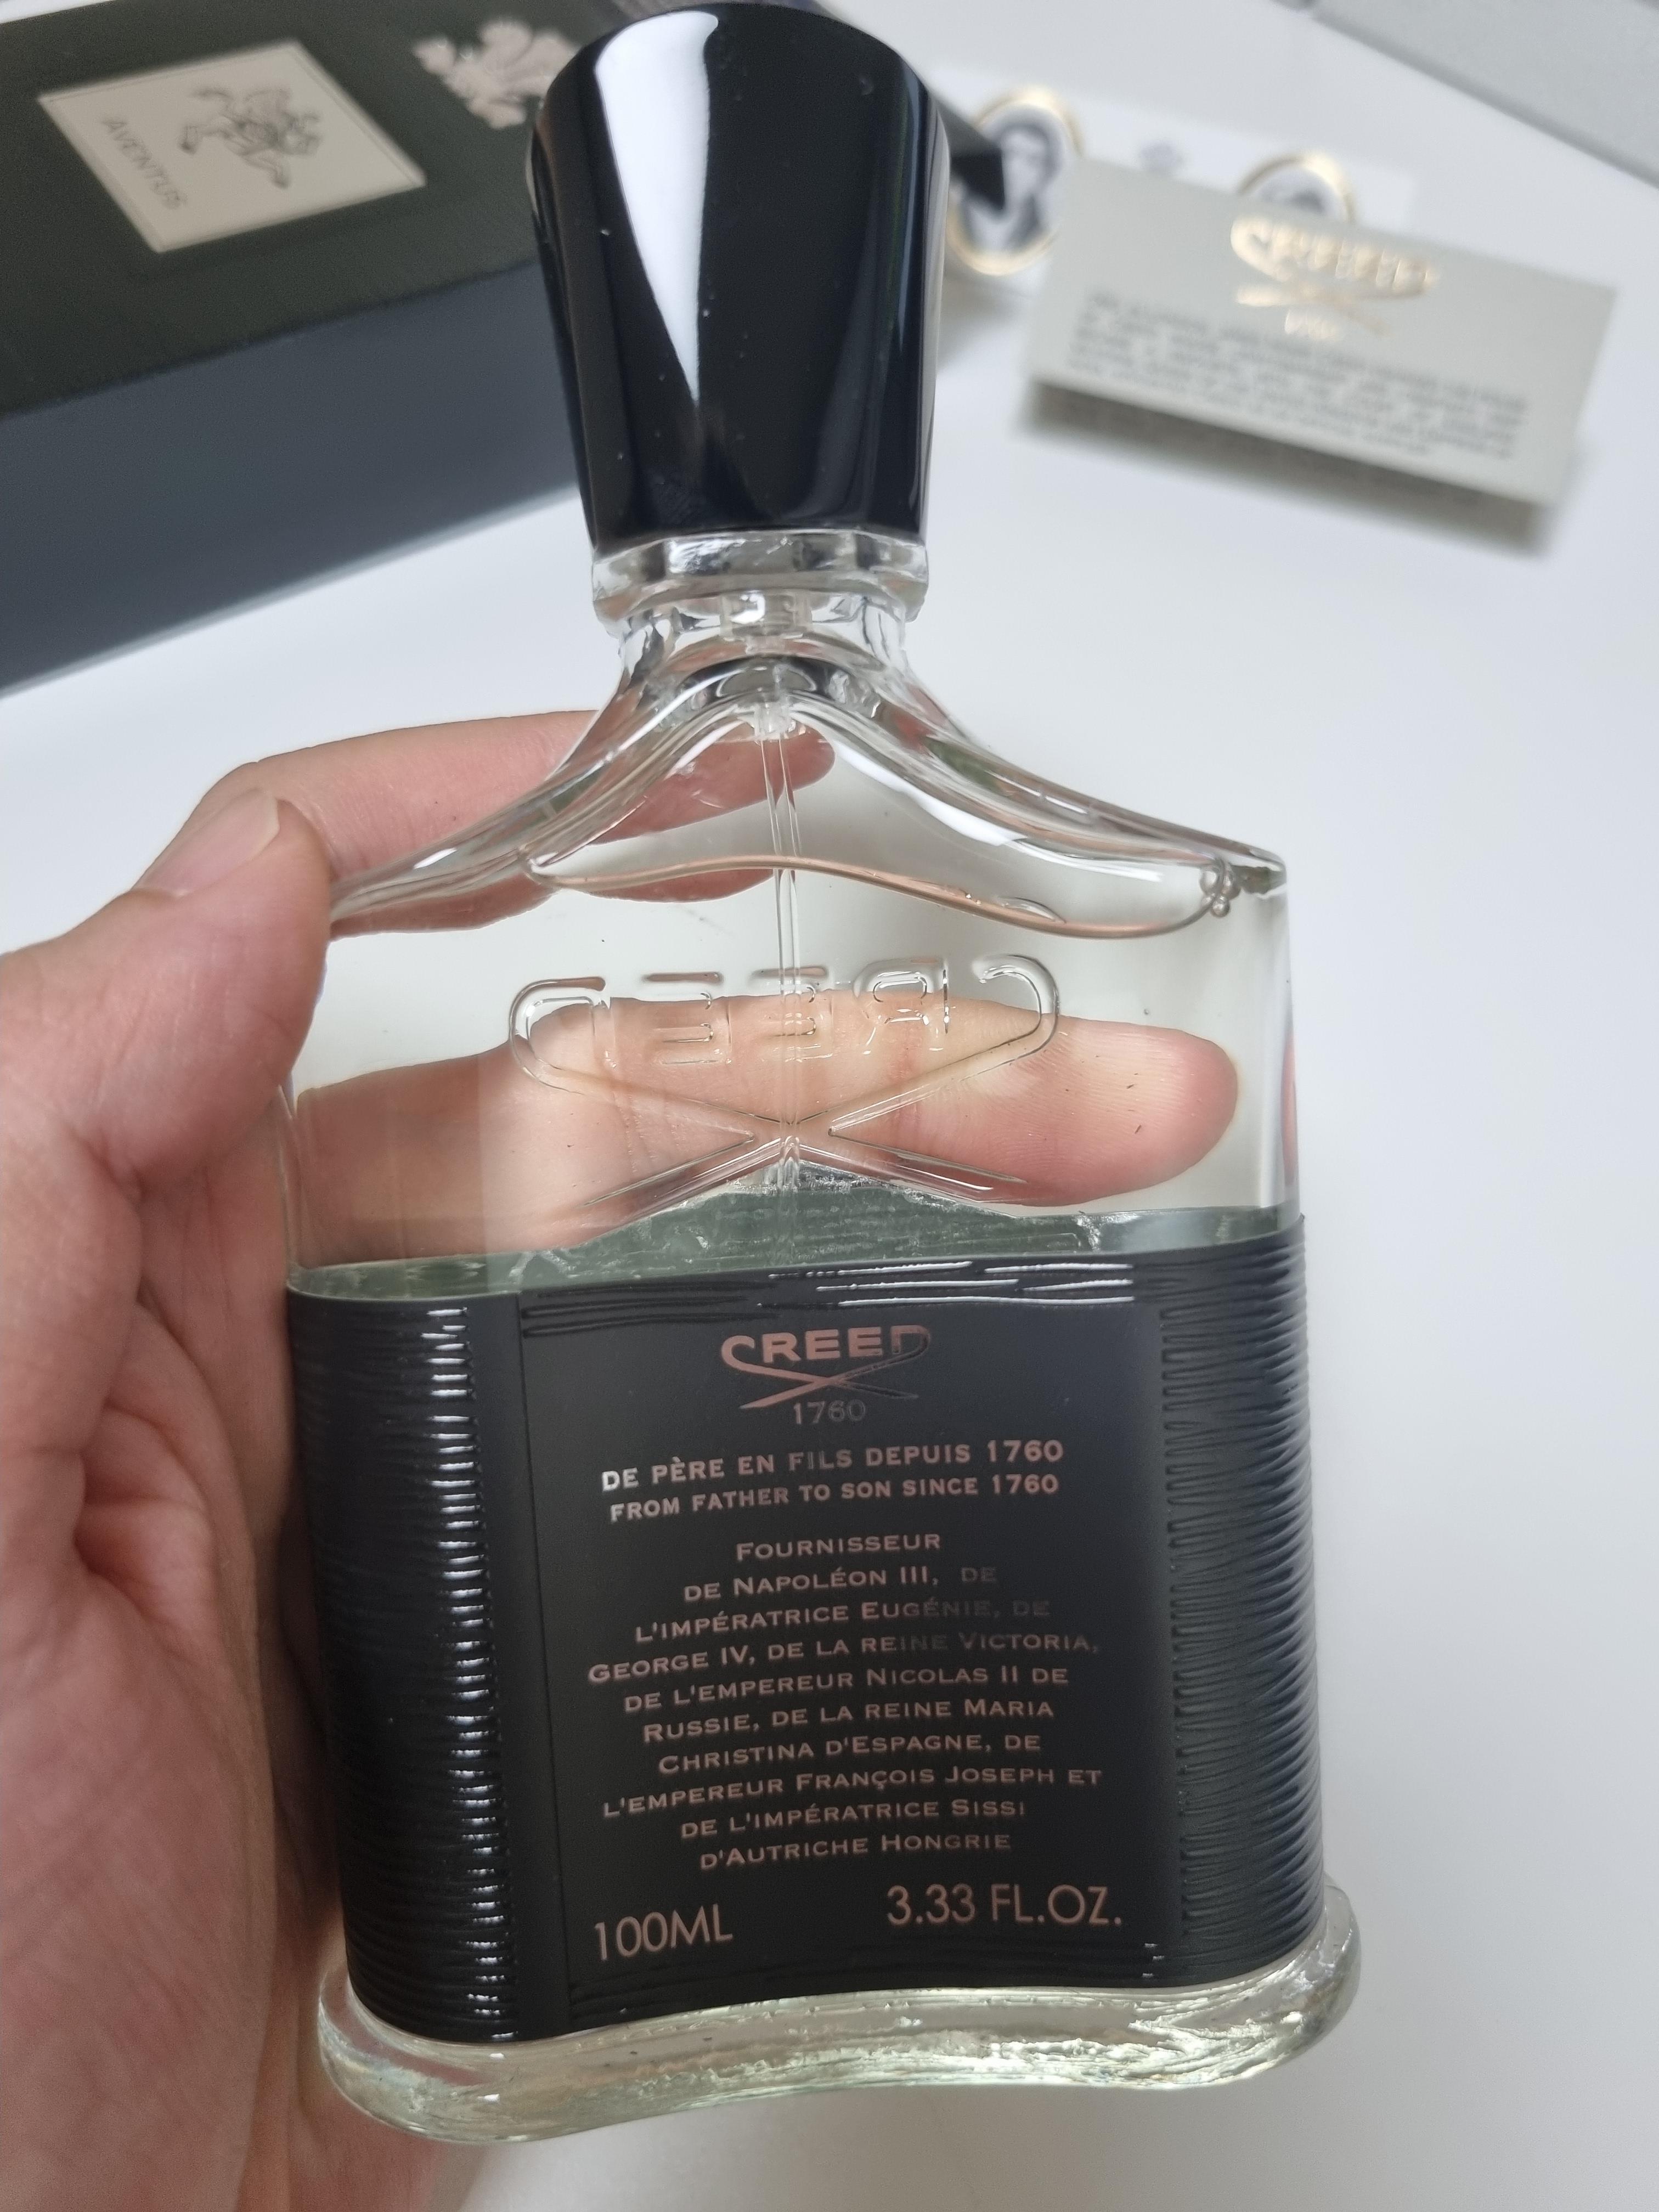 AVENTUS
CREED
CREED
CREED
1760
DE PÈRE EN FILS DEPUIS 1760
FROM FATHER TO SON SINCE 1760
FOURNISSEUR
DE NAPOLÉON III, DE
L'IMPÉRATRICE EUGÉNIE, DE
GEORGE IV, DE LA REINE VICTORIA,
DE L'EMPEREUR NICOLAS II DE
RUSSIE, DE LA REINE MARIA
CHRISTINA D'ESPAGNE, DE
L'EMPEREUR FRANÇOIS JOSEPH ET
DE L'IMPÉRATRICE SISSI
D'AUTRICHE HONGRIE
100ML 3.33 FL.OZ.